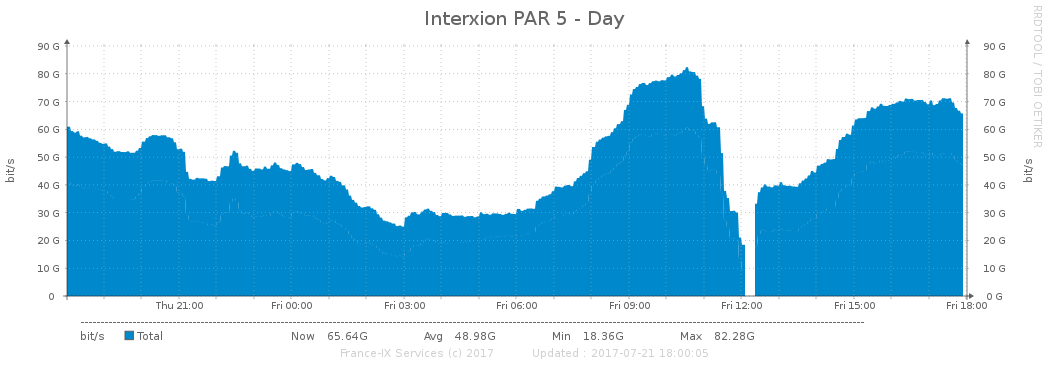 Interxion PAR 5 - Day
RRDTOOL / TOBI OETIKER
bit/s
90 G 90 G
80 G 80 G
70 G 70 G
60 G 60 G
50 G 50 G
40 G 40 G
30 G 30 G
20 G 20 G
10 G 10 G
0 0 G
bit/s
Thu 21:00 Fri 00:00 Fri 03:00 Fri 06:00 Fri 09:00 Fri 12:00 Fri 15:00 Fri 18:00
bit/s Total Now 65.64G Avg 48.98G Min 18.36G Max 82.28G
France-IX Services (c) 2017 Updated : 2017-07-21 18:00:05